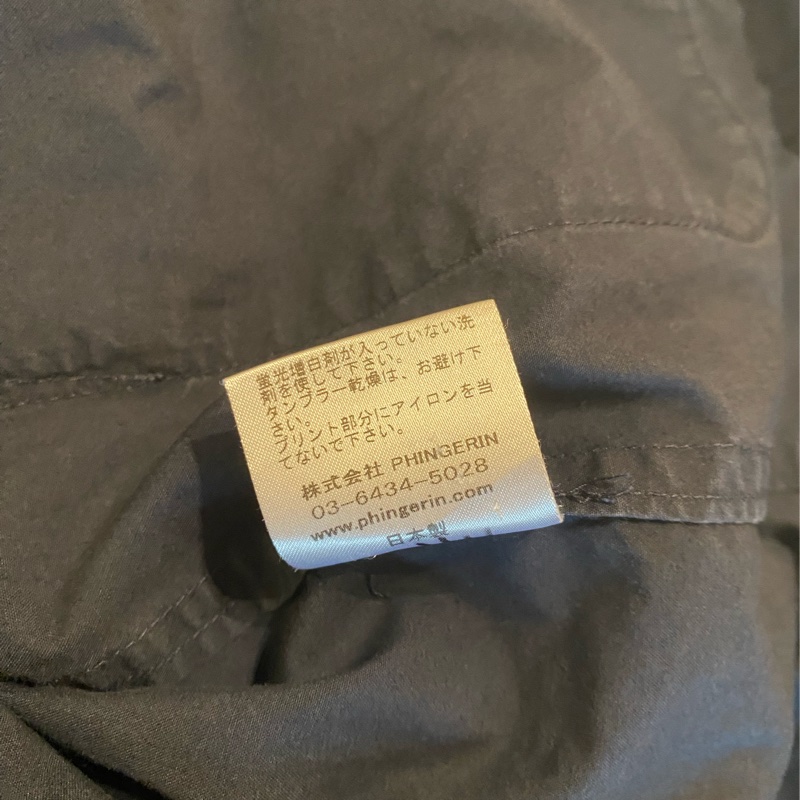 蛍光増白剤が入っていない洗
剤を使して下さい。
タンブラー乾燥は、お避け下
さい。
プリント部分にアイロンを当
てないで下さい。
株式会社 PHINGERIN
03-6434-5028
www.phingerin.com
日本製